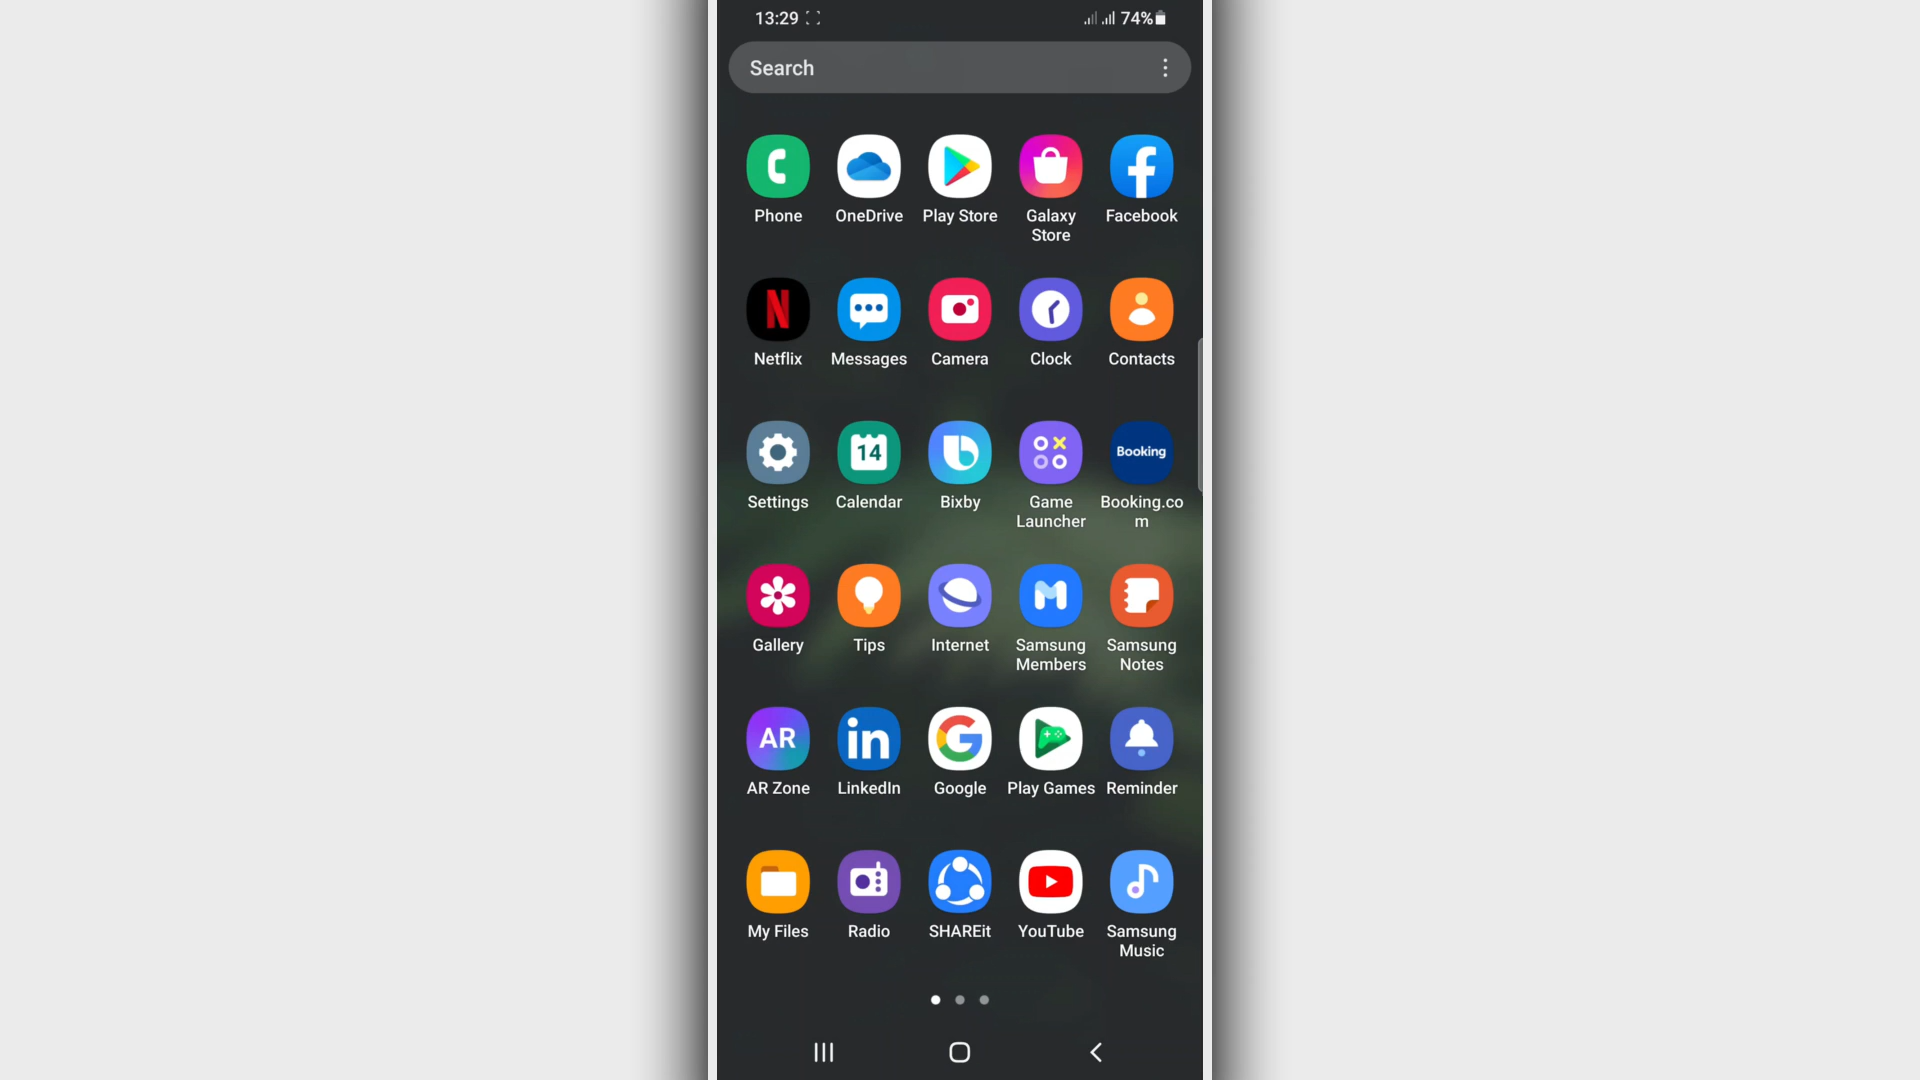 13:29 74%
Search
Phone OneDrive Play Store Galaxy Facebook
Store
Netflix Messages Camera Clock Contacts
14 Booking
Settings Calendar Bixby Game Booking.co
Launcher m
Gallery Tips Internet Samsung Samsung
Members Notes
AR in G
AR Zone LinkedIn Google Play Games Reminder
My Files Radio SHAREit YouTube Samsung
Music